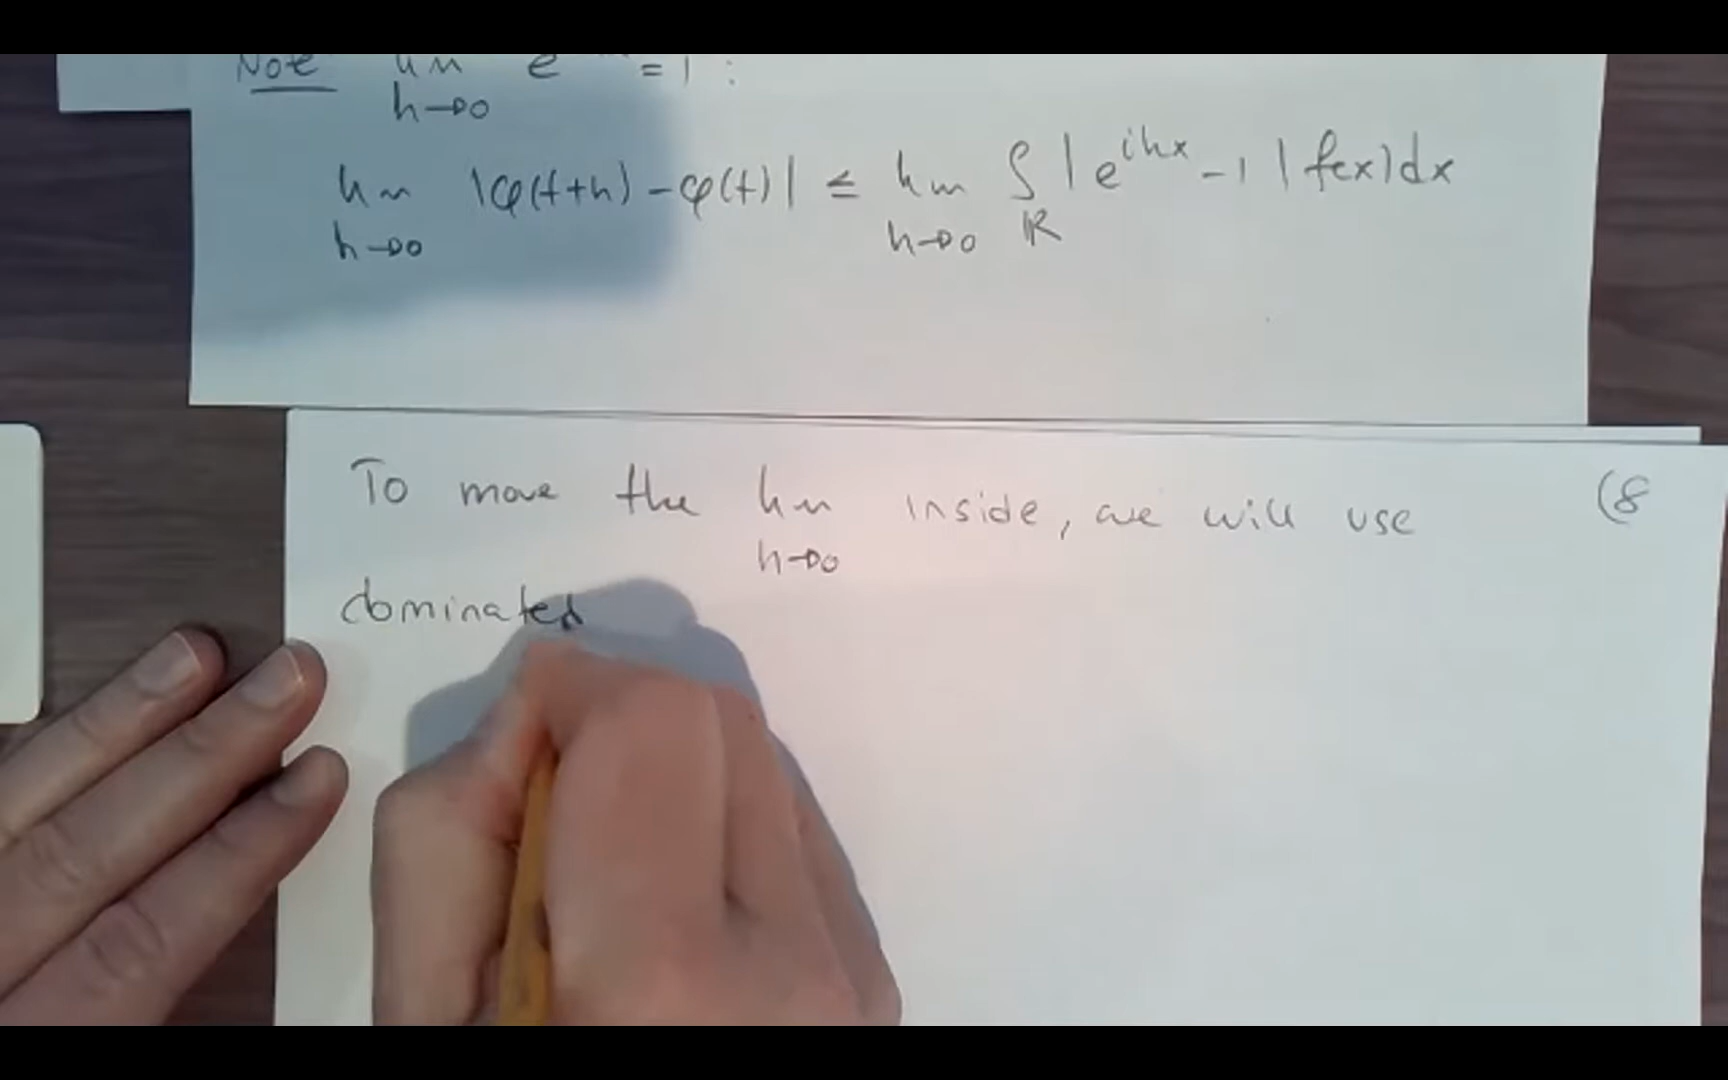 Note lim e = 1 :
h→0
lim |φ(t+h) - φ(t)| ≤ lim ∫ | e^{ihx} - 1 | f(x) dx
h→0 h→0 ℝ
To move the lim inside, we will use (8
h→0
dominated